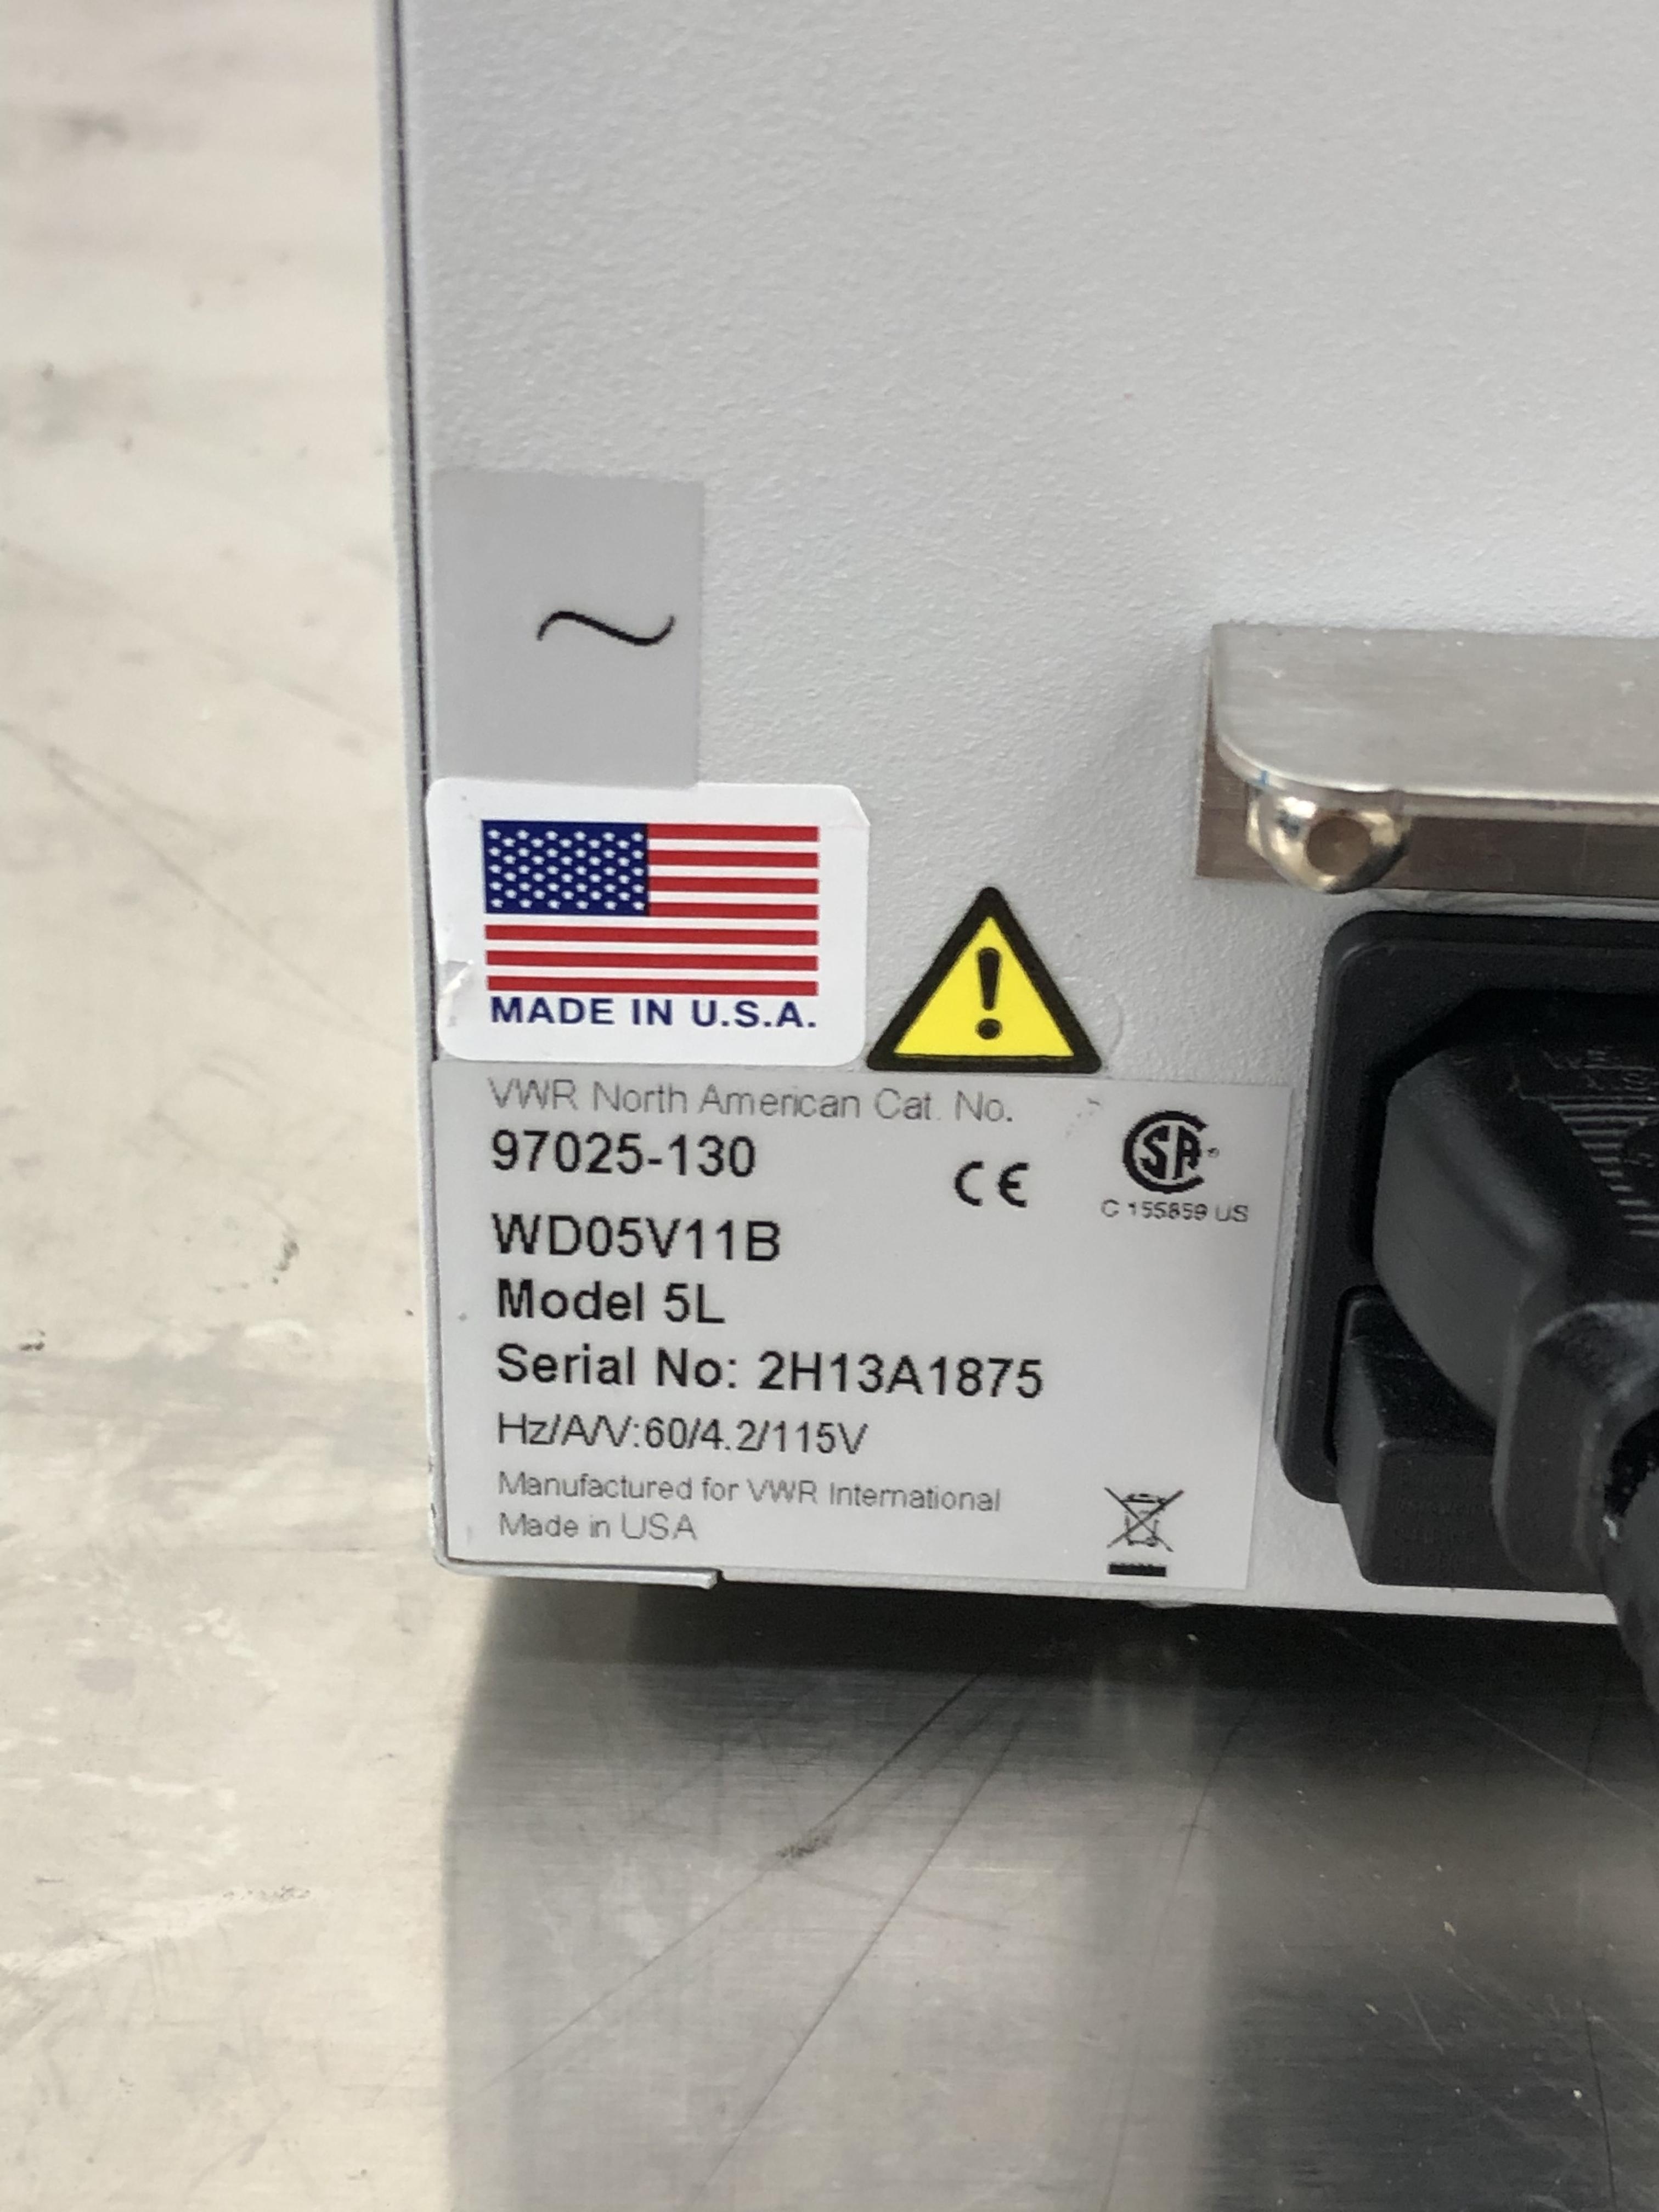 ~
MADE IN U.S.A.
VWR North American Cat. No.
97025-130
CE
SA
C 155859 US
WD05V11B
Model 5L
Serial No: 2H13A1875
Hz/A/V:60/4.2/115V
Manufactured for VWR International
Made in USA